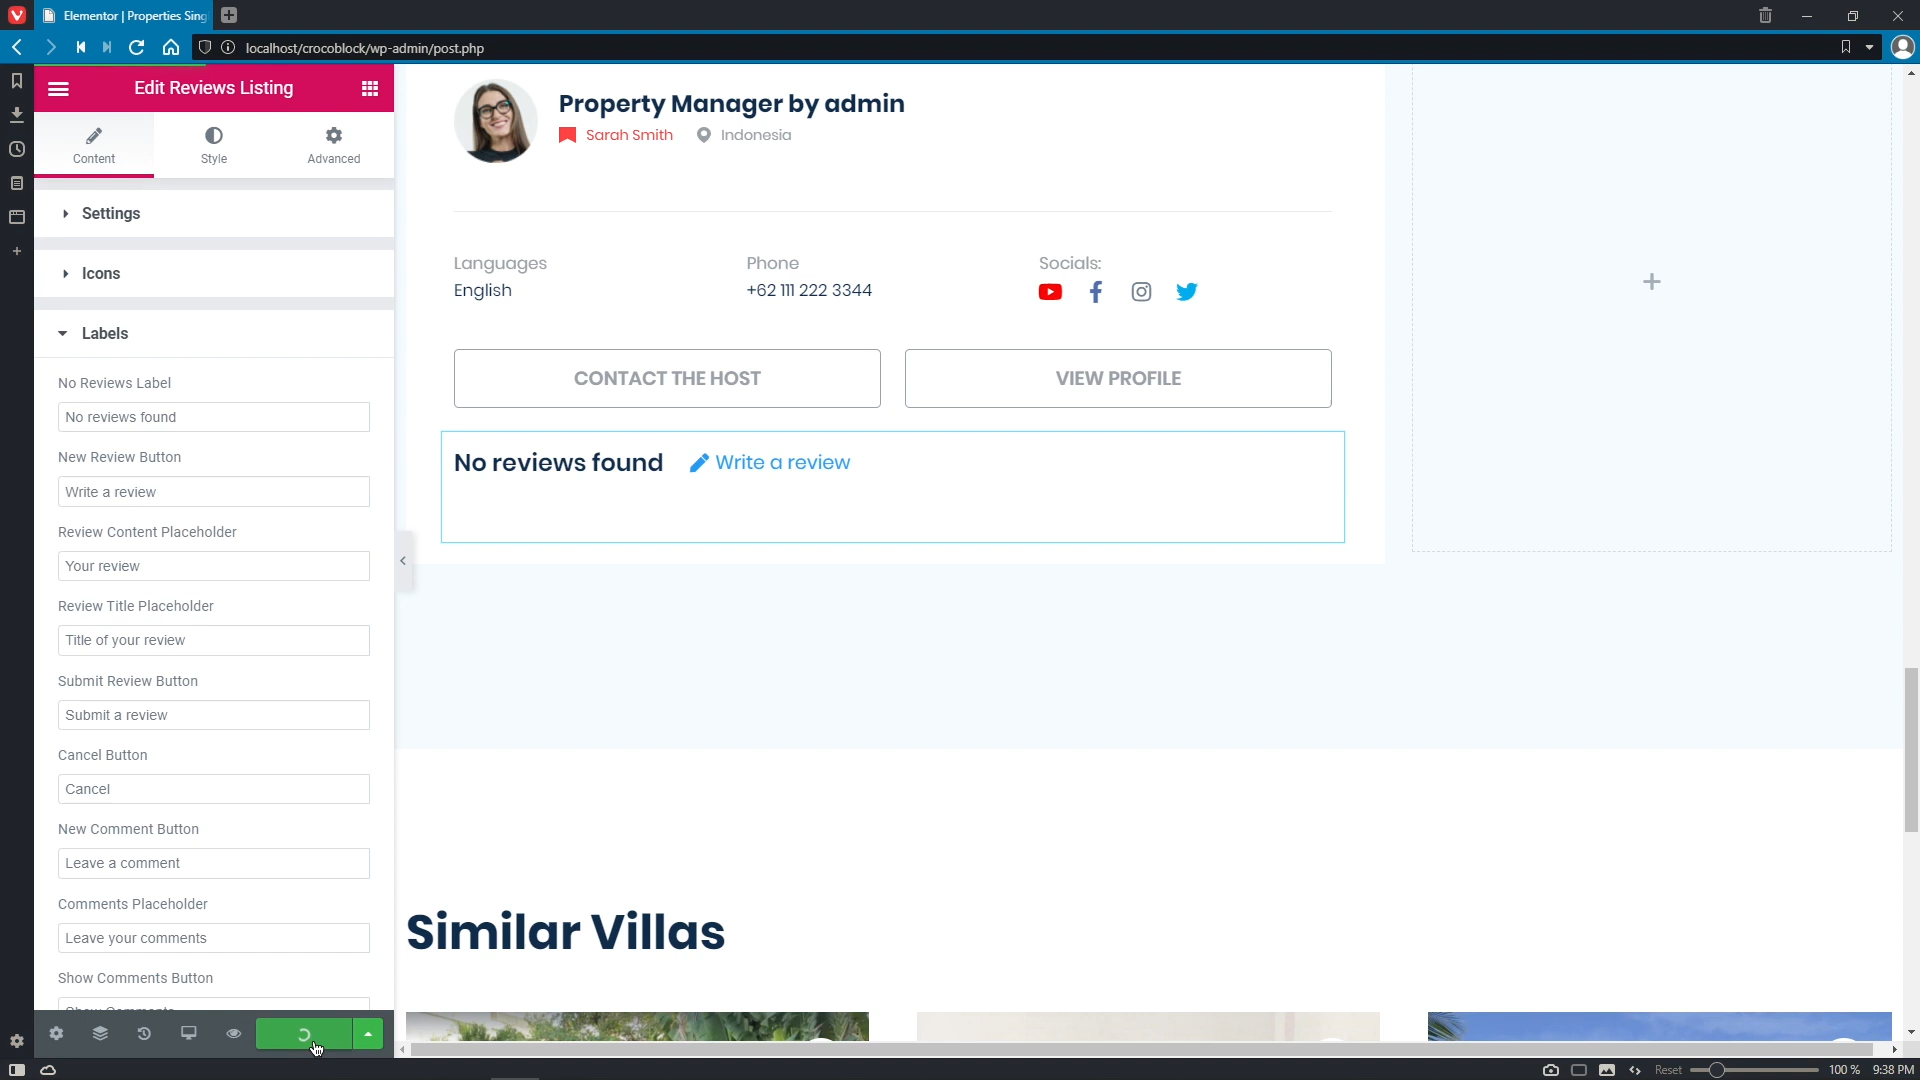 Elementor | Properties Sing
localhost/crocoblock/wp-admin/post.php
Edit Reviews Listing
Content
Style
Advanced
Settings
Icons
Labels
No Reviews Label
No reviews found
New Review Button
Write a review
Review Content Placeholder
Your review
Review Title Placeholder
Title of your review
Submit Review Button
Submit a review
Cancel Button
Cancel
New Comment Button
Leave a comment
Comments Placeholder
Leave your comments
Show Comments Button
Property Manager by admin
Sarah Smith
Indonesia
Languages
English
Phone
+62 111 222 3344
Socials:
CONTACT THE HOST
VIEW PROFILE
No reviews found
Write a review
Similar Villas
Reset
100 %
9:38 PM